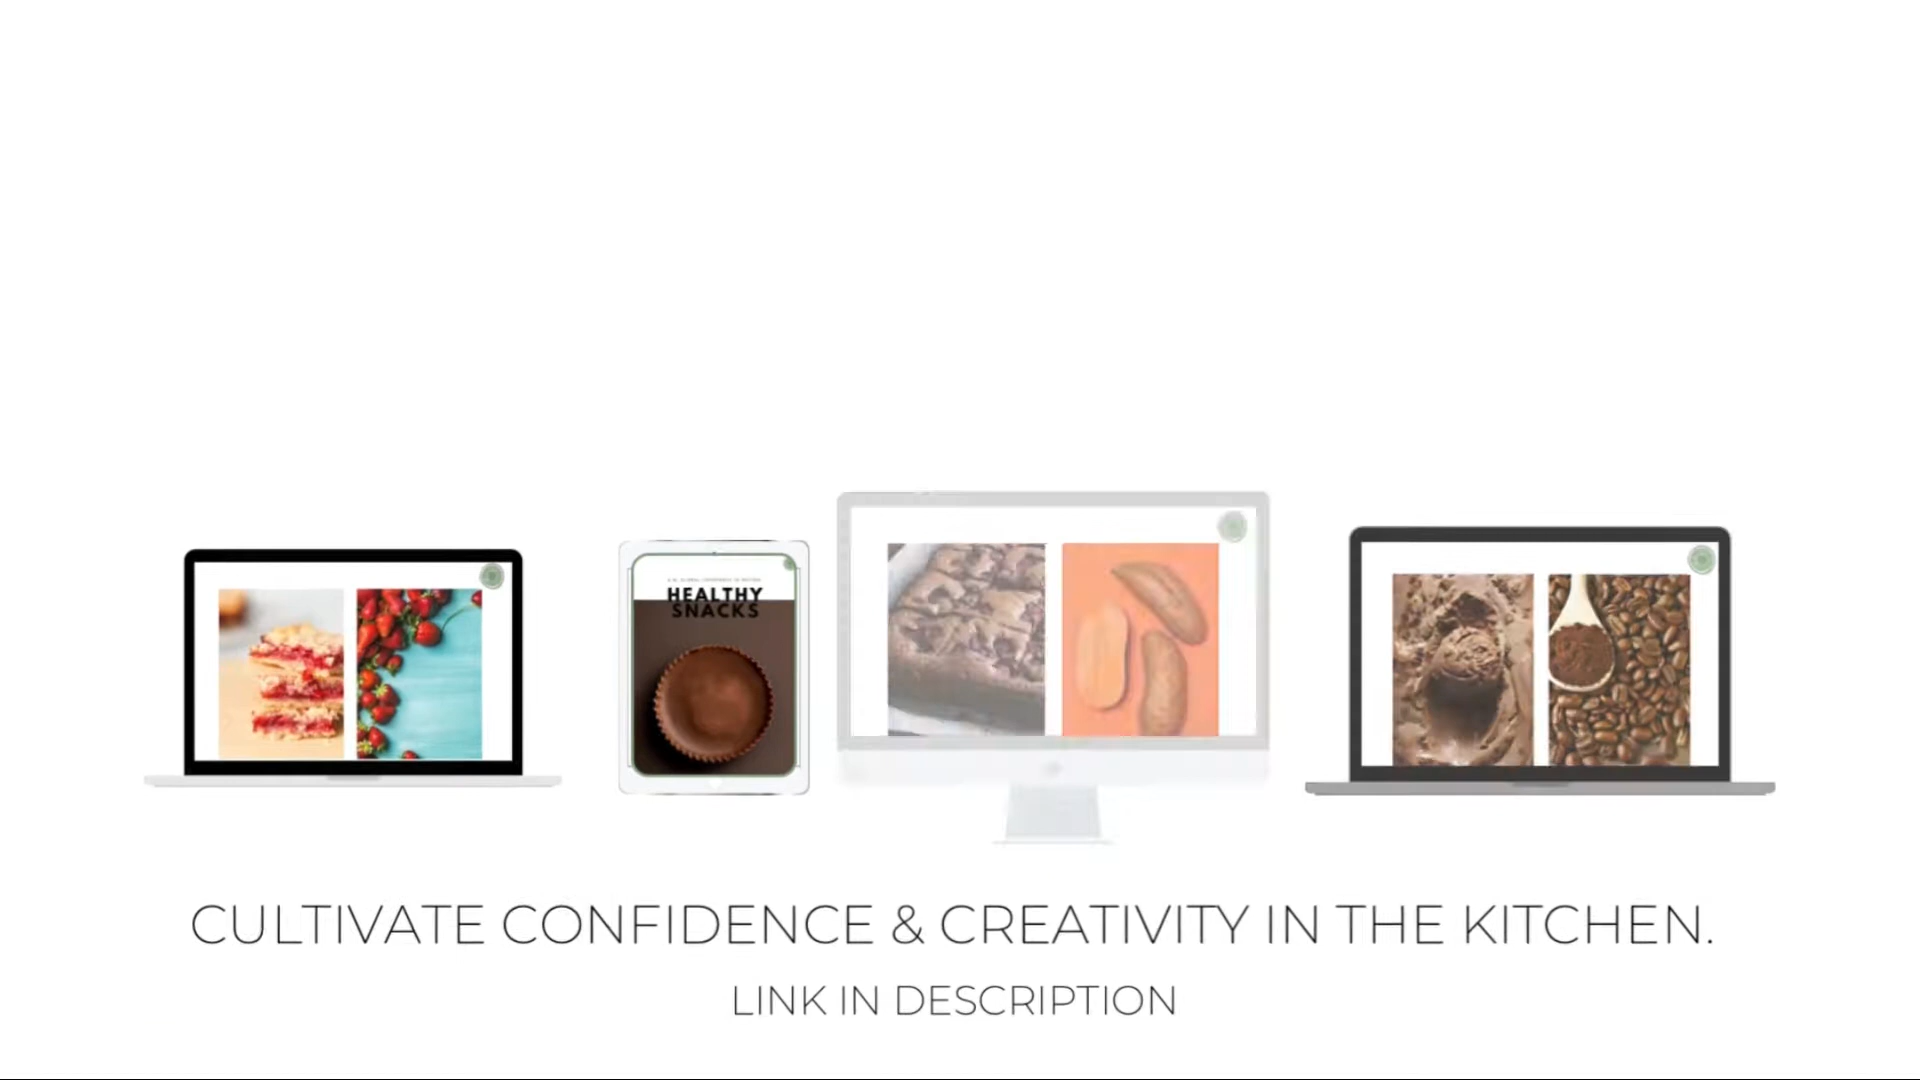 HEALTHY
SNACKS
CULTIVATE CONFIDENCE & CREATIVITY IN THE KITCHEN.
LINK IN DESCRIPTION